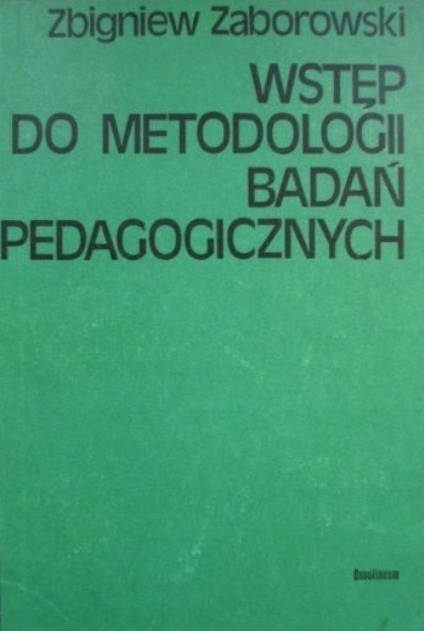 Zbigniew Zaborowski
WSTĘP
DO METODOLOGII
BADAŃ
PEDAGOGICZNYCH
Ossolineum